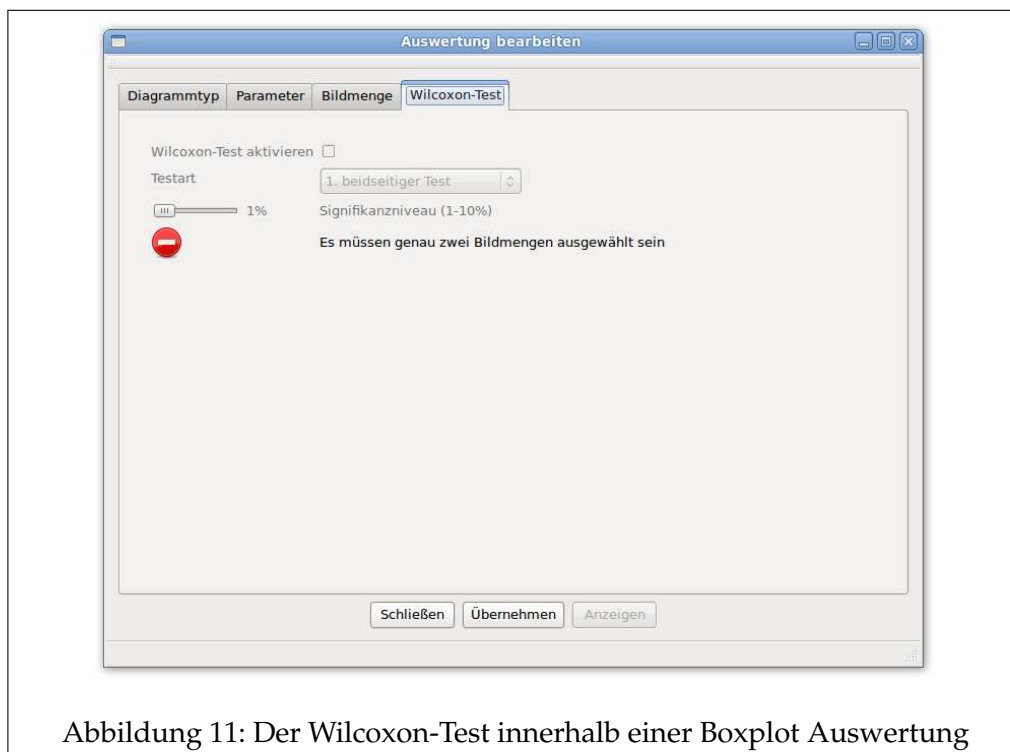 Auswertung bearbeiten
Diagrammtyp Parameter Bildmenge Wilcoxon-Test
Wilcoxon-Test aktivieren
Testart 1. beidseitiger Test
1% Signifikanzniveau (1-10%)
Es müssen genau zwei Bildmengen ausgewählt sein
Schließen Übernehmen Anzeigen
Abbildung 11: Der Wilcoxon-Test innerhalb einer Boxplot Auswertung